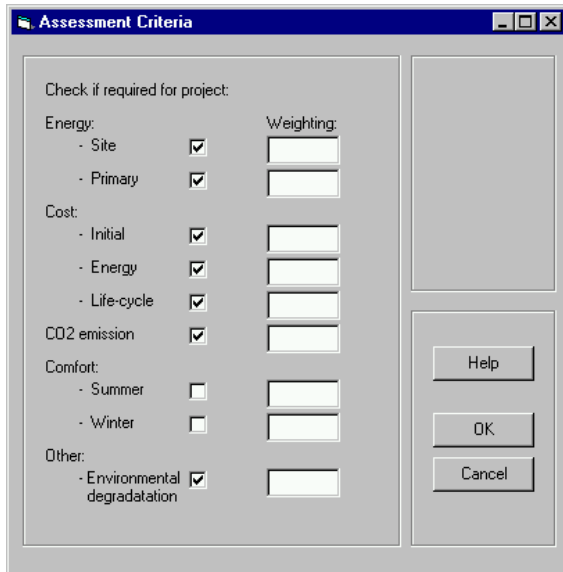 Assessment Criteria
Check if required for project:
Energy: Weighting:
- Site
- Primary
Cost:
- Initial
- Energy
- Life-cycle
CO2 emission
Comfort:
- Summer
- Winter
Other:
- Environmental
degradatation
Help
OK
Cancel